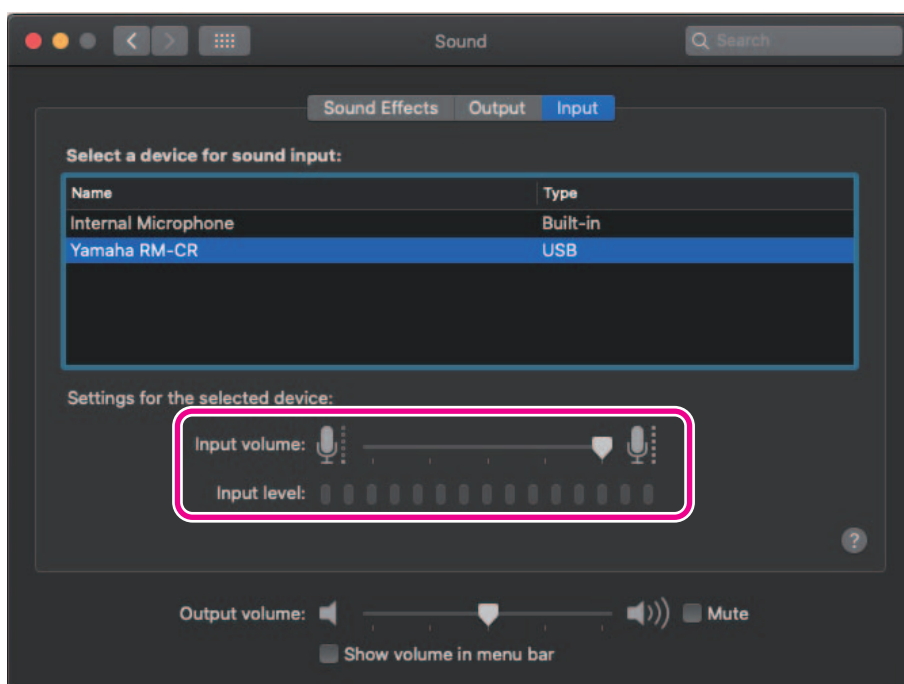 Sound
Search
Sound Effects Output Input
Select a device for sound input:
Name Type
Internal Microphone Built-in
Yamaha RM-CR USB
Settings for the selected device:
Input volume:
Input level:
?
Output volume: Mute
Show volume in menu bar